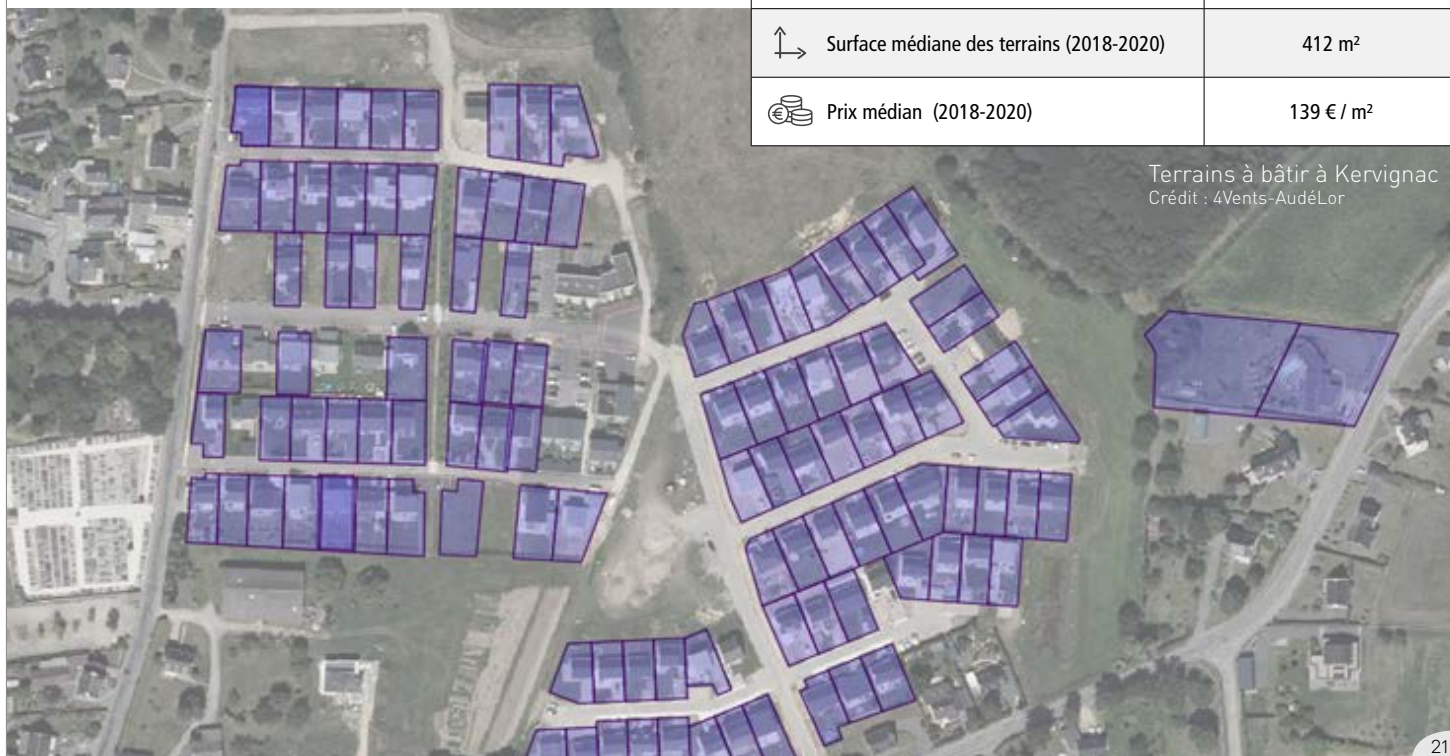 Surface médiane des terrains (2018-2020) 412 m²
Prix médian (2018-2020) 139 € / m²
Terrains à bâtir à Kervignac
Crédit : 4Vents-AudéLor
21